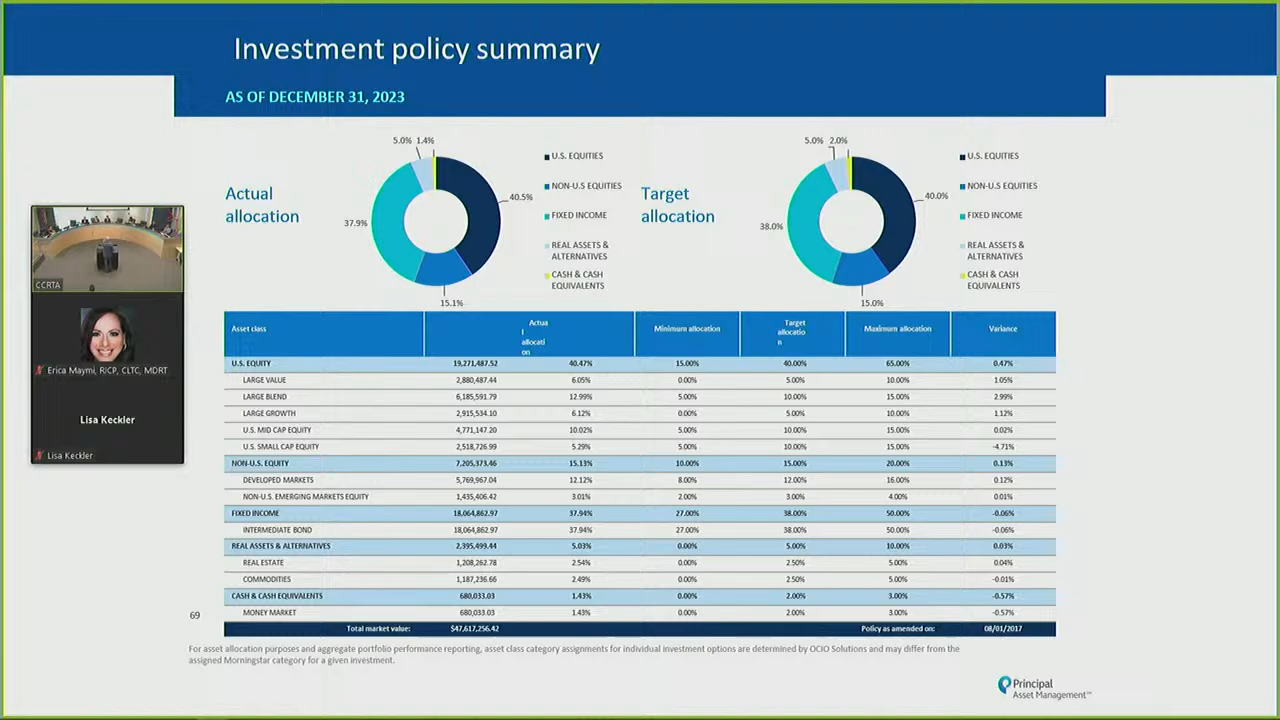 Investment policy summary
AS OF DECEMBER 31, 2023
Actual
allocation
5.0% 1.4%
40.5%
37.9%
15.1%
U.S. EQUITIES
NON-U.S EQUITIES
FIXED INCOME
REAL ASSETS &
ALTERNATIVES
CASH & CASH
EQUIVALENTS
Target
allocation
5.0% 2.0%
40.0%
38.0%
15.0%
U.S. EQUITIES
NON-U.S EQUITIES
FIXED INCOME
REAL ASSETS &
ALTERNATIVES
CASH & CASH
EQUIVALENTS
CCRTA
Erica Maymi, RICP, CLTC, MDRT
Lisa Keckler
Lisa Keckler
Asset class Actua
l
allocati
on Minimum allocation Target
allocatio
n Maximum allocation Variance
U.S. EQUITY 19,271,487.52 40.47% 15.00% 40.00% 65.00% 0.47%
LARGE VALUE 2,880,487.44 6.05% 0.00% 5.00% 10.00% 1.05%
LARGE BLEND 6,185,591.79 12.99% 5.00% 10.00% 15.00% 2.99%
LARGE GROWTH 2,915,534.10 6.12% 0.00% 5.00% 10.00% 1.12%
U.S. MID CAP EQUITY 4,771,147.20 10.02% 5.00% 10.00% 15.00% 0.02%
U.S. SMALL CAP EQUITY 2,518,726.99 5.29% 5.00% 10.00% 15.00% -4.71%
NON-U.S. EQUITY 7,205,373.46 15.13% 10.00% 15.00% 20.00% 0.13%
DEVELOPED MARKETS 5,769,967.04 12.12% 8.00% 12.00% 16.00% 0.12%
NON-U.S. EMERGING MARKETS EQUITY 1,435,406.42 3.01% 2.00% 3.00% 4.00% 0.01%
FIXED INCOME 18,064,862.97 37.94% 27.00% 38.00% 50.00% -0.06%
INTERMEDIATE BOND 18,064,862.97 37.94% 27.00% 38.00% 50.00% -0.06%
REAL ASSETS & ALTERNATIVES 2,395,499.44 5.03% 0.00% 5.00% 10.00% 0.03%
REAL ESTATE 1,208,262.78 2.54% 0.00% 2.50% 5.00% 0.04%
COMMODITIES 1,187,236.66 2.49% 0.00% 2.50% 5.00% -0.01%
CASH & CASH EQUIVALENTS 680,033.03 1.43% 0.00% 2.00% 3.00% -0.57%
MONEY MARKET 680,033.03 1.43% 0.00% 2.00% 3.00% -0.57%
Total market value: $47,617,256.42 Policy as amended on: 08/01/2017
69
For asset allocation purposes and aggregate portfolio performance reporting, asset class category assignments for individual investment options are determined by OCIO Solutions and may differ from the
assigned Morningstar category for a given investment.
Principal
Asset Management℠